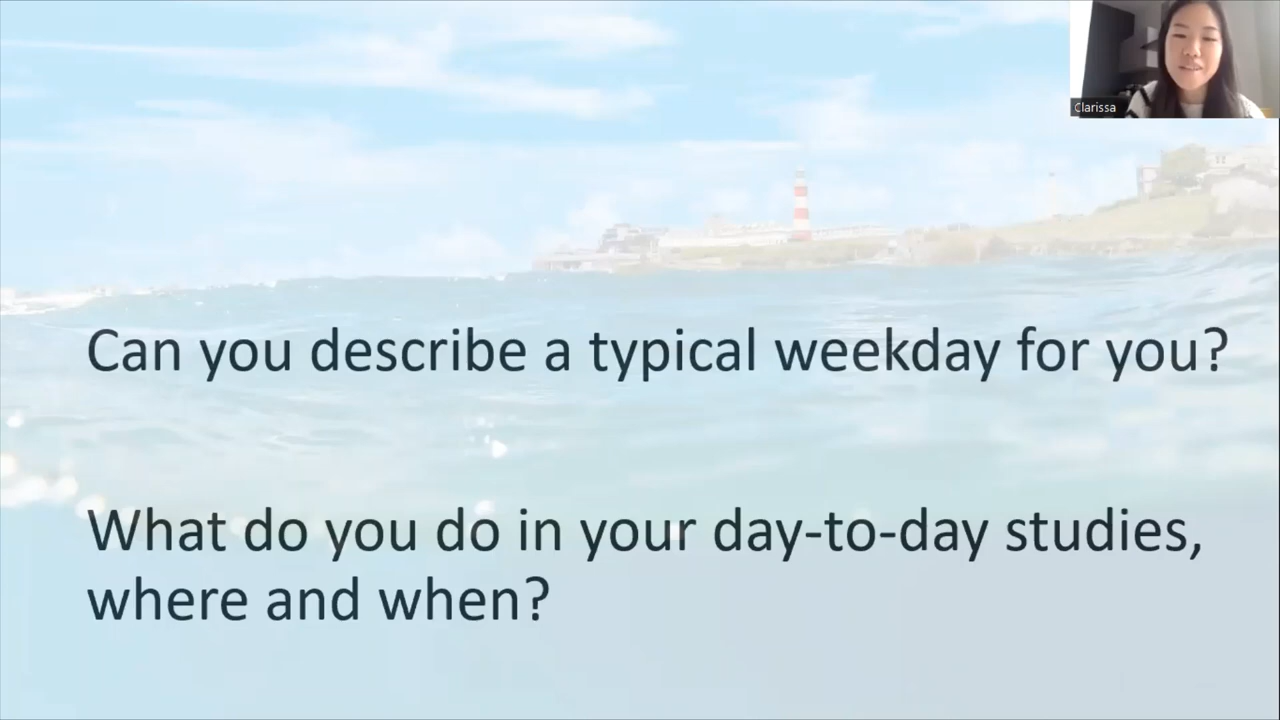 Clarissa
Can you describe a typical weekday for you?
What do you do in your day-to-day studies,
where and when?